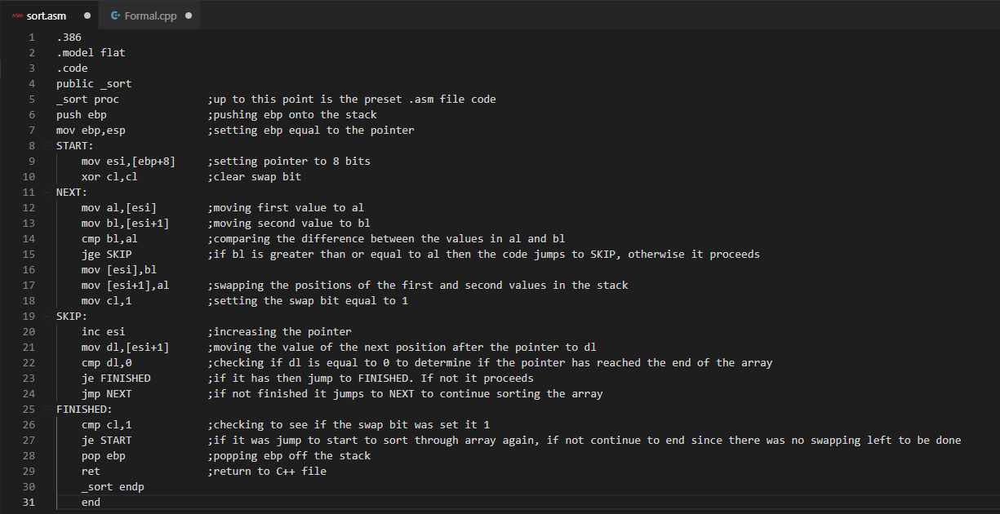 ASM sort.asm ● C++ Formal.cpp ●
1 .386
2 .model flat
3 .code
4 public _sort
5 _sort proc ;up to this point is the preset .asm file code
6 push ebp ;pushing ebp onto the stack
7 mov ebp,esp ;setting ebp equal to the pointer
8 START:
9 mov esi,[ebp+8] ;setting pointer to 8 bits
10 xor cl,cl ;clear swap bit
11 NEXT:
12 mov al,[esi] ;moving first value to al
13 mov bl,[esi+1] ;moving second value to bl
14 cmp bl,al ;comparing the difference between the values in al and bl
15 jge SKIP ;if bl is greater than or equal to al then the code jumps to SKIP, otherwise it proceeds
16 mov [esi],bl
17 mov [esi+1],al ;swapping the positions of the first and second values in the stack
18 mov cl,1 ;setting the swap bit equal to 1
19 SKIP:
20 inc esi ;increasing the pointer
21 mov dl,[esi+1] ;moving the value of the next position after the pointer to dl
22 cmp dl,0 ;checking if dl is equal to 0 to determine if the pointer has reached the end of the array
23 je FINISHED ;if it has then jump to FINISHED. If not it proceeds
24 jmp NEXT ;if not finished it jumps to NEXT to continue sorting the array
25 FINISHED:
26 cmp cl,1 ;checking to see if the swap bit was set it 1
27 je START ;if it was jump to start to sort through array again, if not continue to end since there was no swapping left to be done
28 pop ebp ;popping ebp off the stack
29 ret ;return to C++ file
30 _sort endp
31 end